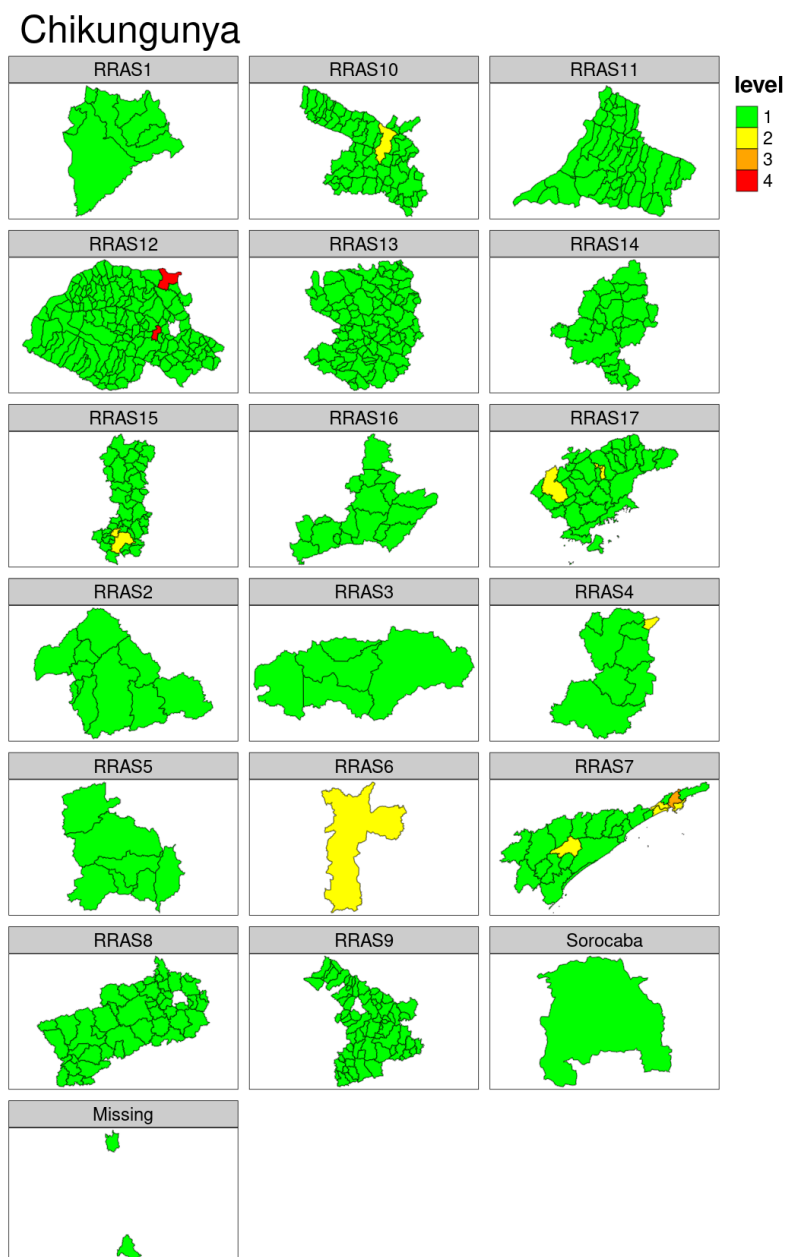 Chikungunya
RRAS1
RRAS10
RRAS11
level
1
2
3
4
RRAS12
RRAS13
RRAS14
RRAS15
RRAS16
RRAS17
RRAS2
RRAS3
RRAS4
RRAS5
RRAS6
RRAS7
RRAS8
RRAS9
Sorocaba
Missing